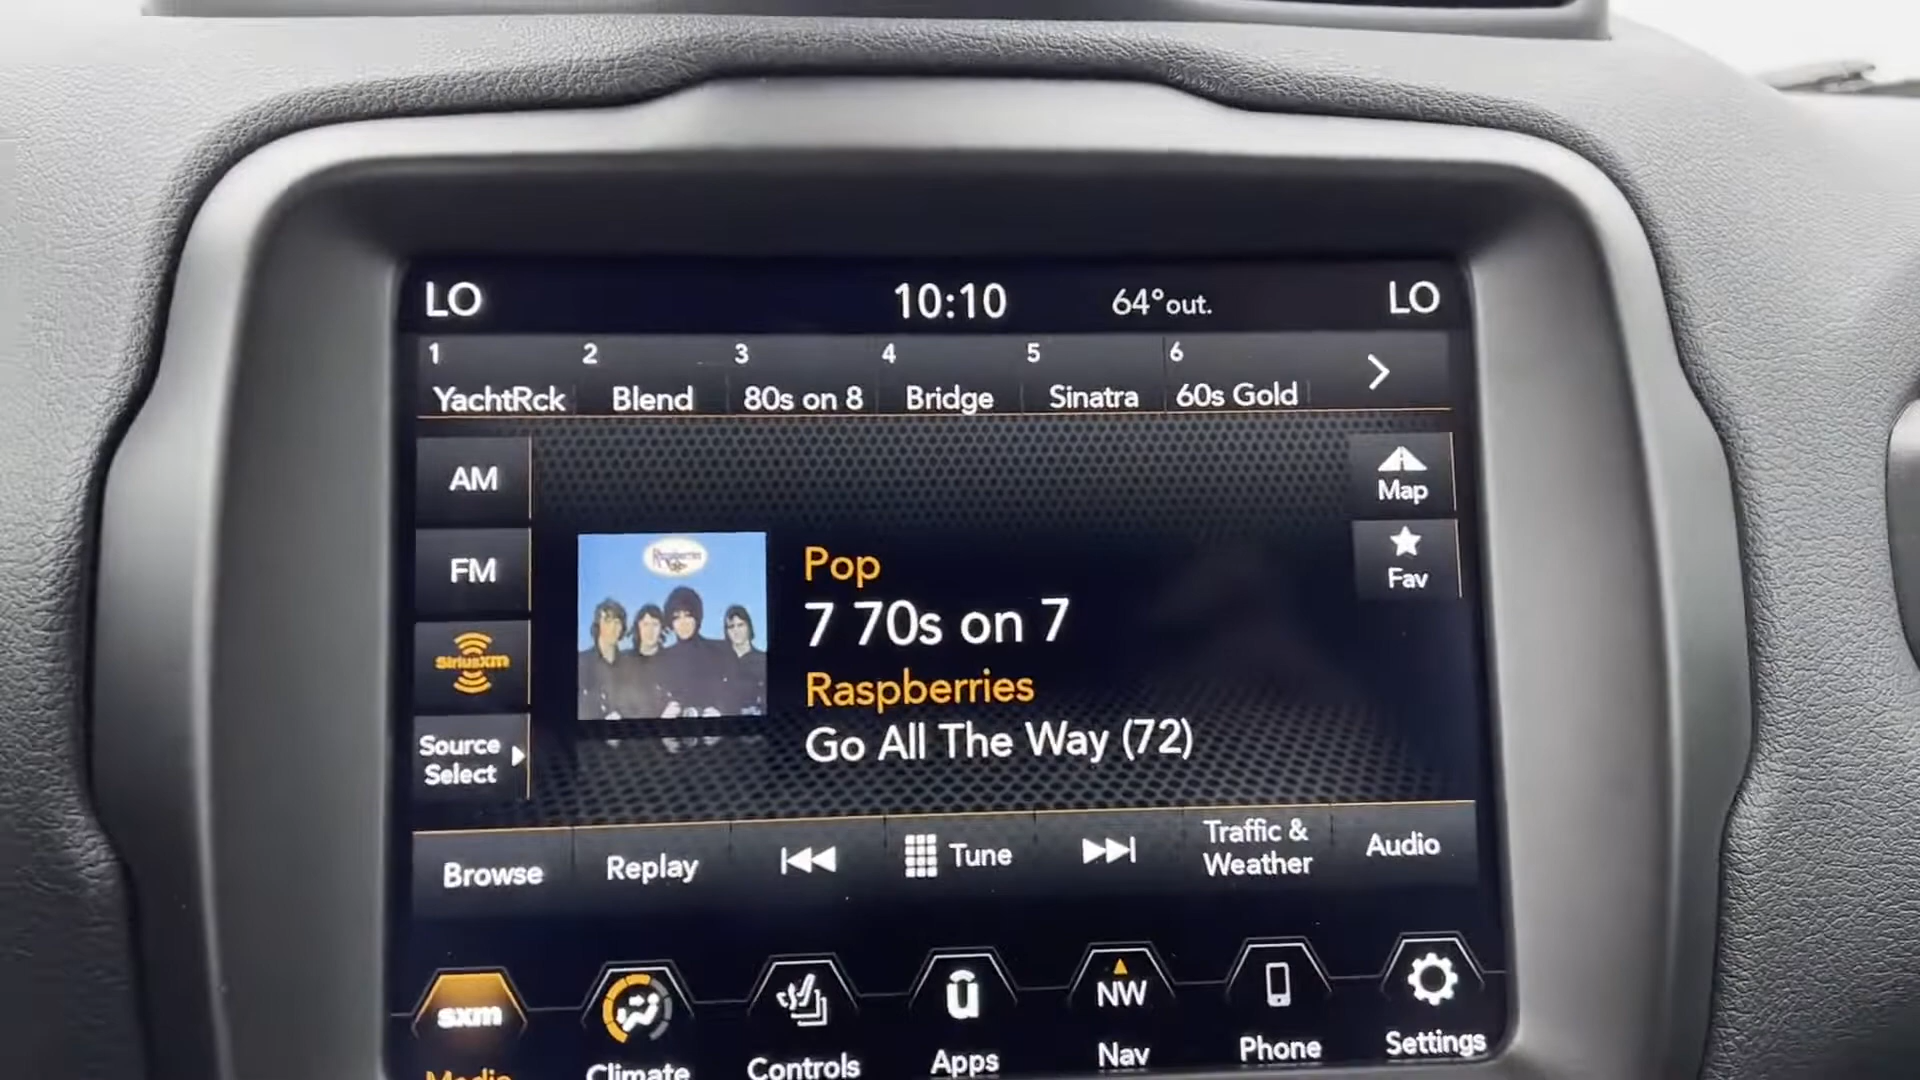 LO 10:10 64°out. LO
1 2 3 4 5 6
YachtRck Blend 80s on 8 Bridge Sinatra 60s Gold
AM
Map
FM
Fav
SiriusXM
Source
Select
Raspberries
Pop
7 70s on 7
Raspberries
Go All The Way (72)
Browse Replay Tune Traffic &
Weather Audio
sxm NW
Media Climate Controls Apps Nav Phone Settings